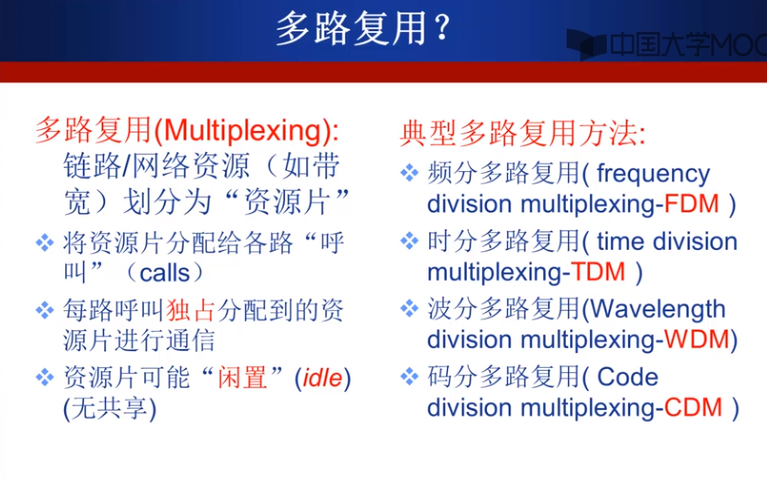 多路复用？
中国大学MOO
多路复用(Multiplexing):
链路/网络资源（如带
宽）划分为“资源片”
❖ 将资源片分配给各路“呼
叫”（calls）
❖ 每路呼叫独占分配到的资
源片进行通信
❖ 资源片可能“闲置”(idle)
(无共享)
典型多路复用方法:
❖ 频分多路复用( frequency
division multiplexing-FDM )
❖ 时分多路复用( time division
multiplexing-TDM )
❖ 波分多路复用(Wavelength
division multiplexing-WDM)
❖ 码分多路复用( Code
division multiplexing-CDM )